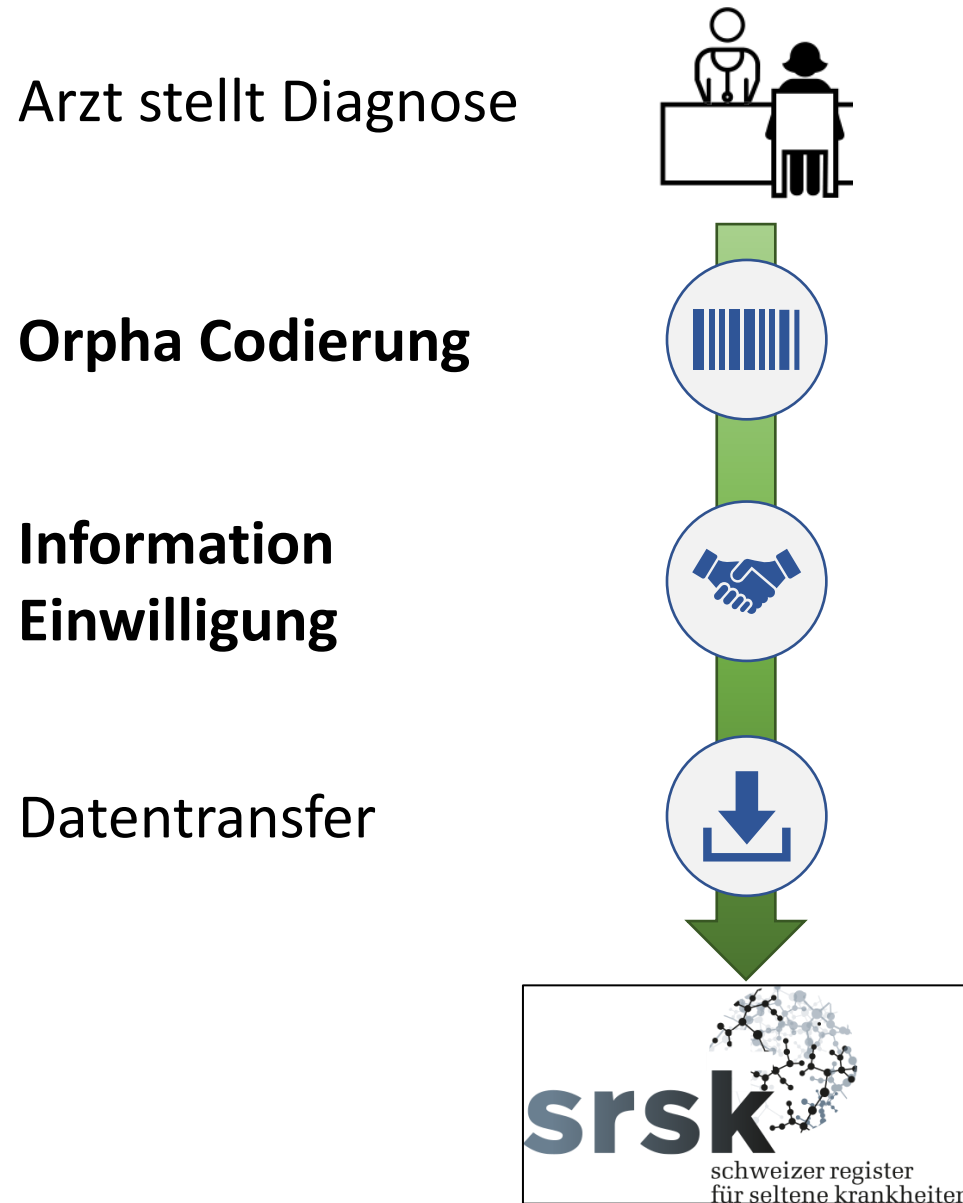 Arzt stellt Diagnose
Orpha Codierung
Information
Einwilligung
Datentransfer
srsk
schweizer register
für seltene krankheiten